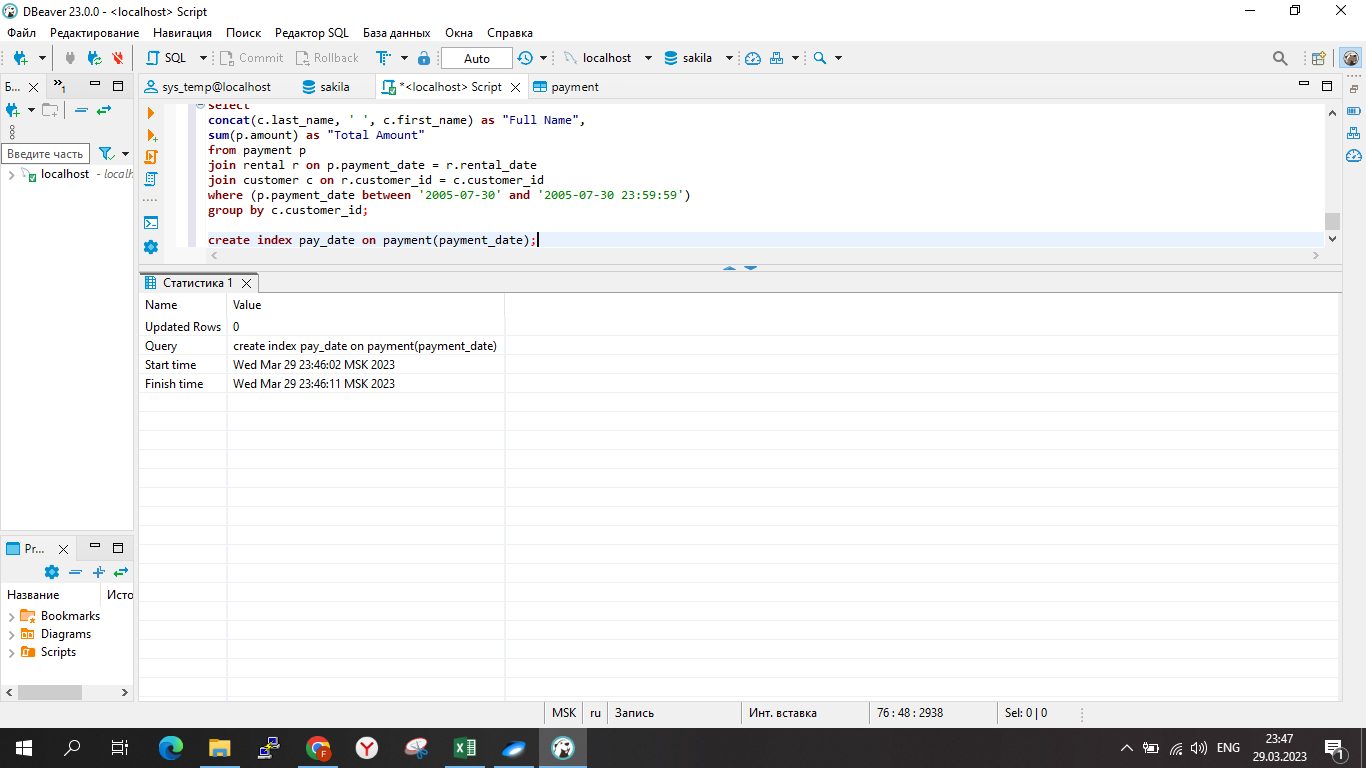 DBeaver 23.0.0 - <localhost> Script
Файл Редактирование Навигация Поиск Редактор SQL База данных Окна Справка
SQL Commit Rollback Auto localhost sakila
Б... 1 sys_temp@localhost sakila *<localhost> Script payment
select
concat(c.last_name, ' ', c.first_name) as "Full Name",
sum(p.amount) as "Total Amount"
from payment p
join rental r on p.payment_date = r.rental_date
join customer c on r.customer_id = c.customer_id
where (p.payment_date between '2005-07-30' and '2005-07-30 23:59:59')
group by c.customer_id;
create index pay_date on payment(payment_date);
Введите часть
localhost - localh
Статистика 1
Name Value
Updated Rows 0
Query create index pay_date on payment(payment_date)
Start time Wed Mar 29 23:46:02 MSK 2023
Finish time Wed Mar 29 23:46:11 MSK 2023
Pr...
Название Исто
Bookmarks
Diagrams
Scripts
MSK ru Запись Инт. вставка 76 : 48 : 2938 Sel: 0 | 0
ENG 23:47
29.03.2023 1